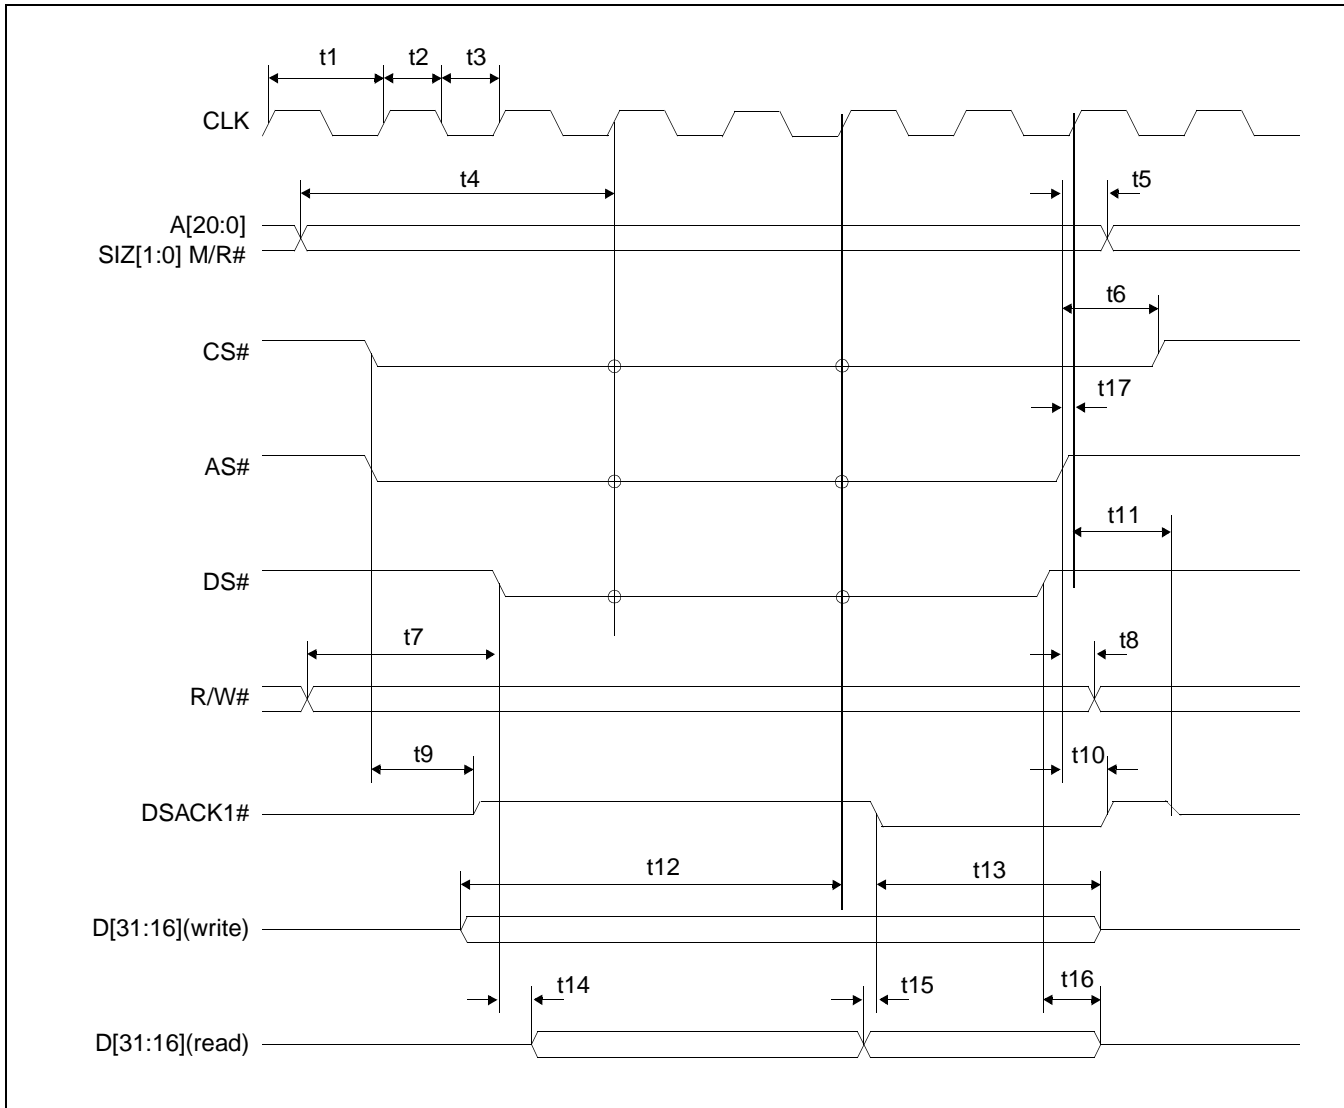 t1 t2 t3
CLK
t4 t5
A[20:0]
SIZ[1:0] M/R#
t6
CS#
t17
AS#
t11
DS#
t7 t8
R/W#
t9 t10
DSACK1#
t12 t13
D[31:16](write)
t14 t15 t16
D[31:16](read)